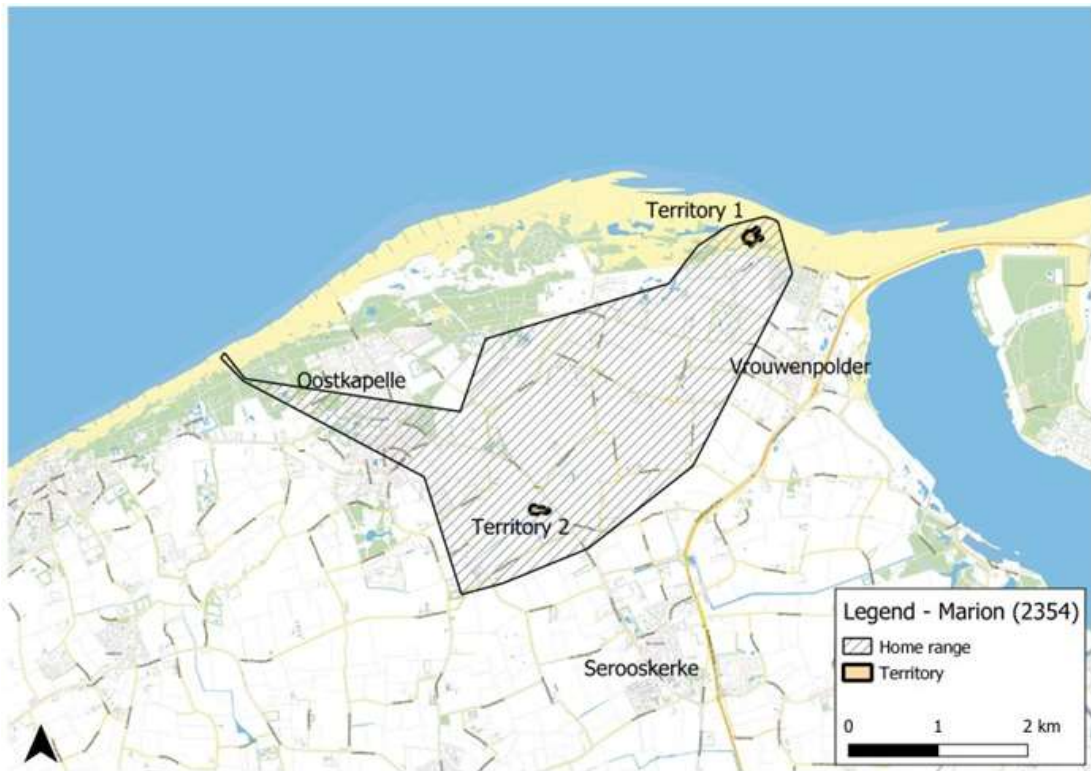 Territory 1
Oostkapelle
Vrouwenpolder
Territory 2
Serooskerke
Legend - Marion (2354)
Home range
Territory
0 1 2 km